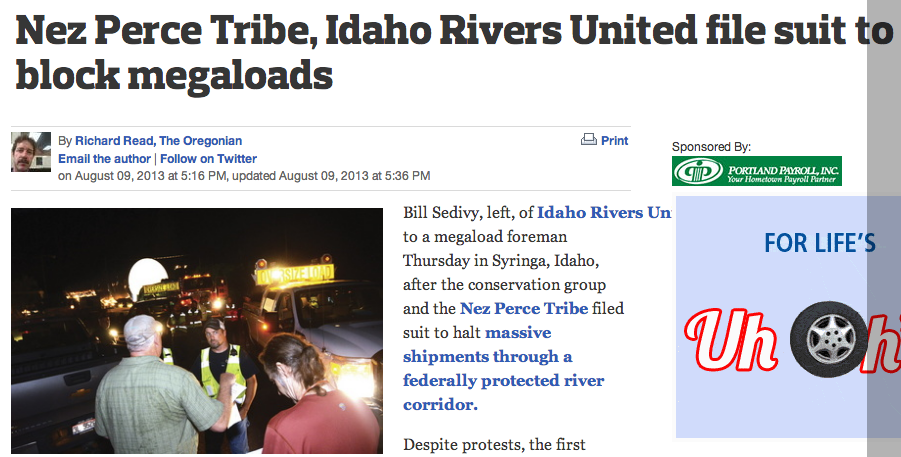 Nez Perce Tribe, Idaho Rivers United file suit to
block megaloads
By Richard Read, The Oregonian
Email the author | Follow on Twitter
on August 09, 2013 at 5:16 PM, updated August 09, 2013 at 5:36 PM
Print
Sponsored By:
PORTLAND PAYROLL, INC.
Your Hometown Payroll Partner
OVERSIZE LOAD
Bill Sedivy, left, of Idaho Rivers Un
to a megaload foreman
Thursday in Syringa, Idaho,
after the conservation group
and the Nez Perce Tribe filed
suit to halt massive
shipments through a
federally protected river
corridor.
Despite protests, the first
FOR LIFE'S
Uh Oh